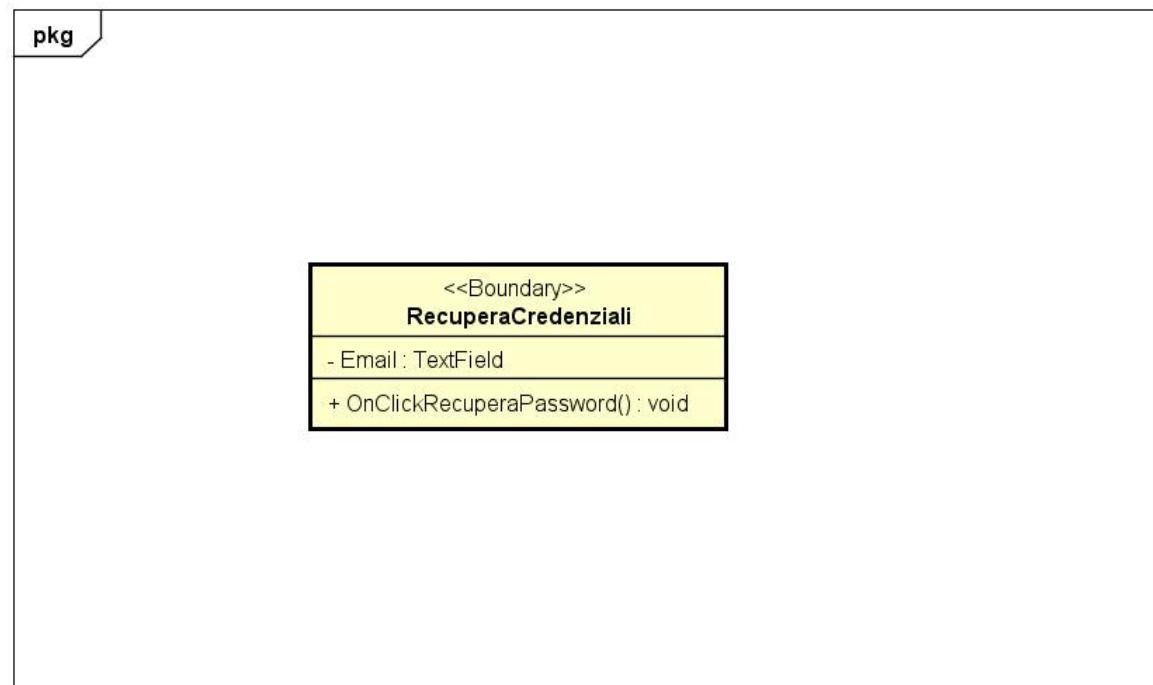 pkg
<<Boundary>>
RecuperaCredenziali
- Email : TextField
+ OnClickRecuperaPassword() : void